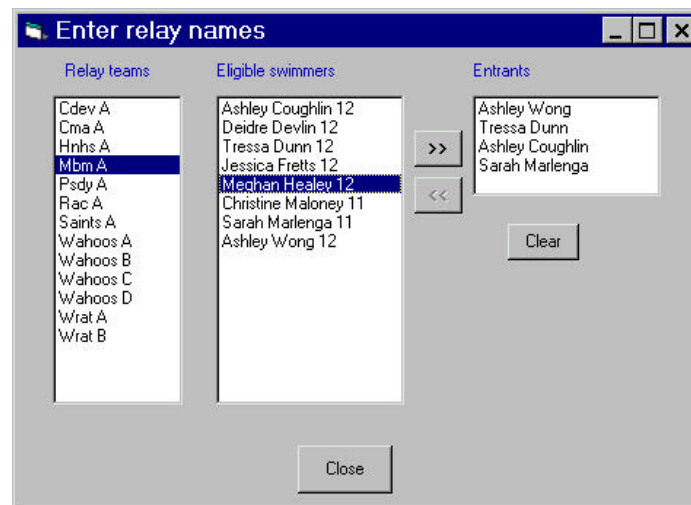 Enter relay names
Relay teams
Eligible swimmers
Entrants
Cdev A
Cma A
Hnhs A
Mbm A
Psdy A
Rac A
Saints A
Wahoos A
Wahoos B
Wahoos C
Wahoos D
Wrat A
Wrat B
Ashley Coughlin 12
Deidre Devlin 12
Tressa Dunn 12
Jessica Fretts 12
Meghan Healey 12
Christine Maloney 11
Sarah Marlenga 11
Ashley Wong 12
>>
<<
Ashley Wong
Tressa Dunn
Ashley Coughlin
Sarah Marlenga
Clear
Close